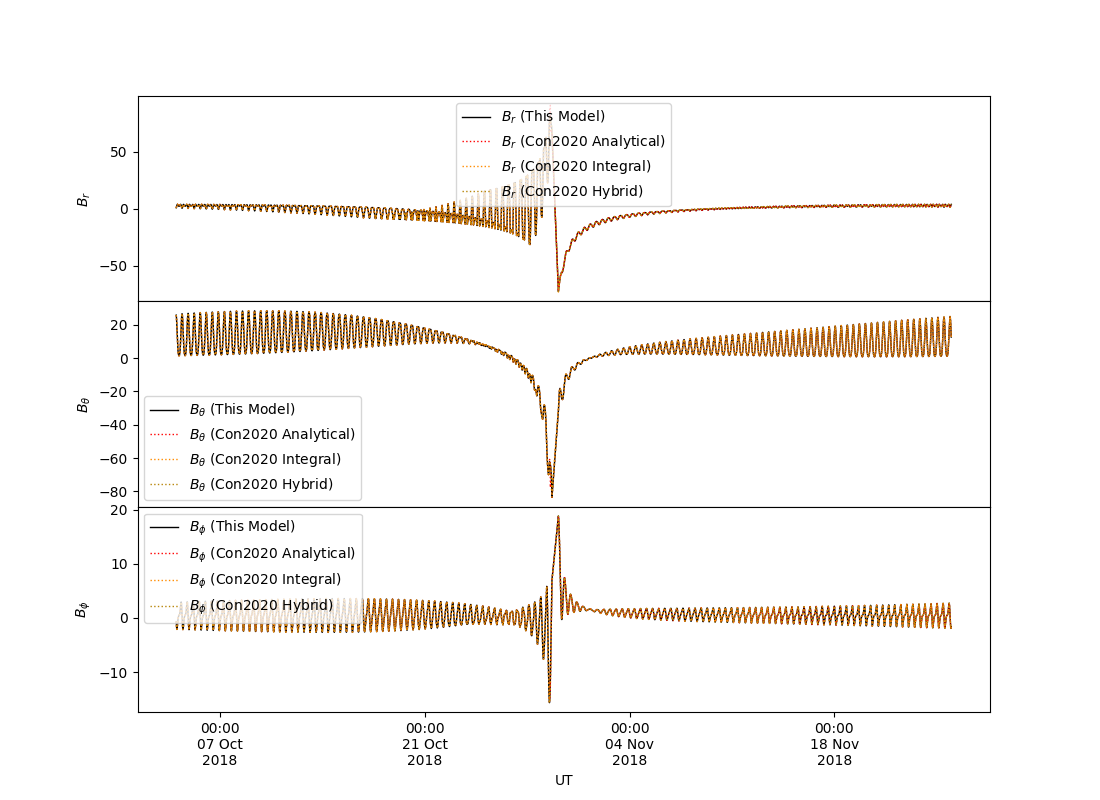 B_r (This Model)
B_r (Con2020 Analytical)
B_r (Con2020 Integral)
B_r (Con2020 Hybrid)
50
0
−50
B_r
20
0
−20
−40
−60
−80
B_θ
B_θ (This Model)
B_θ (Con2020 Analytical)
B_θ (Con2020 Integral)
B_θ (Con2020 Hybrid)
20
10
0
−10
B_ϕ
B_ϕ (This Model)
B_ϕ (Con2020 Analytical)
B_ϕ (Con2020 Integral)
B_ϕ (Con2020 Hybrid)
00:00
07 Oct
2018
00:00
21 Oct
2018
00:00
04 Nov
2018
00:00
18 Nov
2018
UT